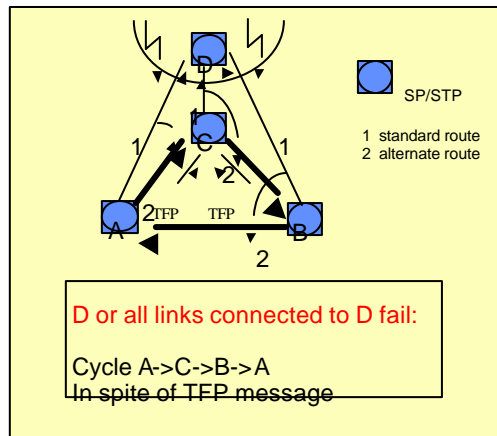 D
SP/STP
1 standard route
2 alternate route
1
C
1
1
2
2
TFP
TFP
A
B
2
D or all links connected to D fail:
Cycle A->C->B->A
In spite of TFP message